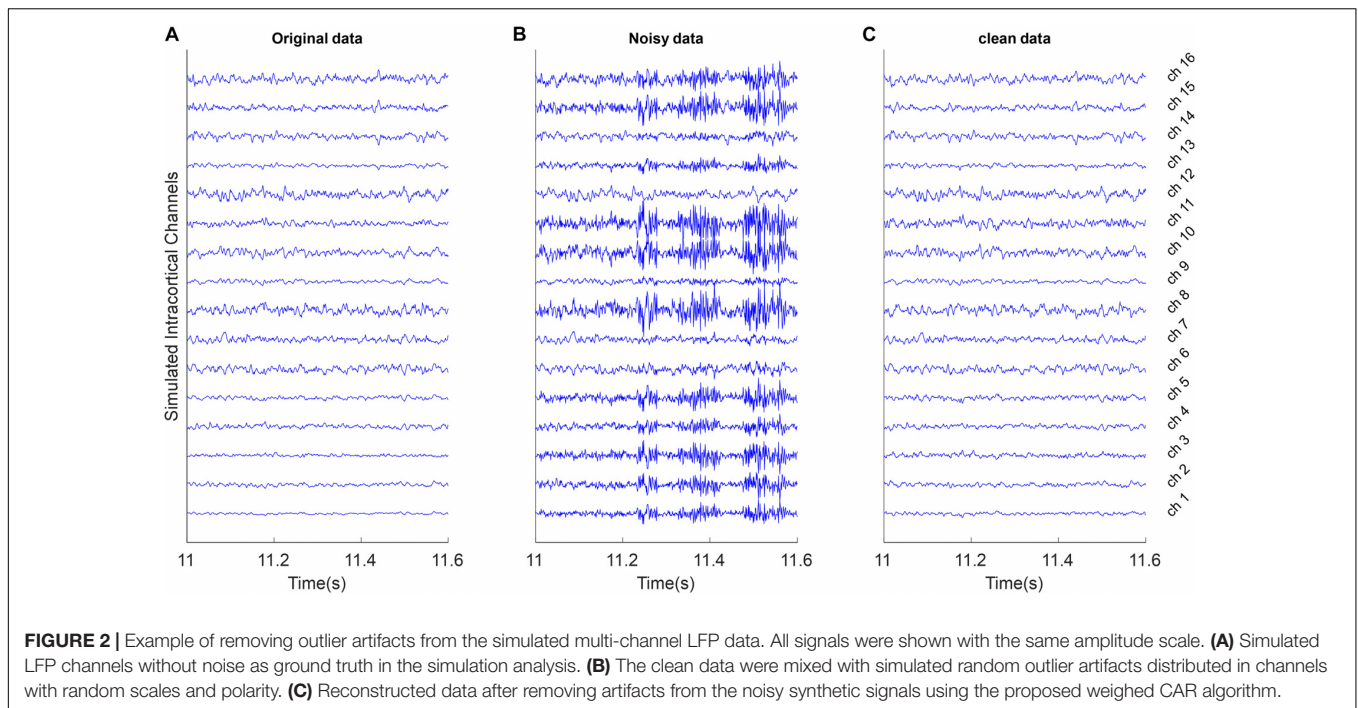 A
Original data
B
Noisy data
C
clean data
Simulated Intracortical Channels
ch 16
ch 15
ch 14
ch 13
ch 12
ch 11
ch 10
ch 9
ch 8
ch 7
ch 6
ch 5
ch 4
ch 3
ch 2
ch 1
11 11.2 11.4 11.6
Time(s)
11 11.2 11.4 11.6
Time(s)
11 11.2 11.4 11.6
Time(s)
FIGURE 2 | Example of removing outlier artifacts from the simulated multi-channel LFP data. All signals were shown with the same amplitude scale. (A) Simulated
LFP channels without noise as ground truth in the simulation analysis. (B) The clean data were mixed with simulated random outlier artifacts distributed in channels
with random scales and polarity. (C) Reconstructed data after removing artifacts from the noisy synthetic signals using the proposed weighed CAR algorithm.